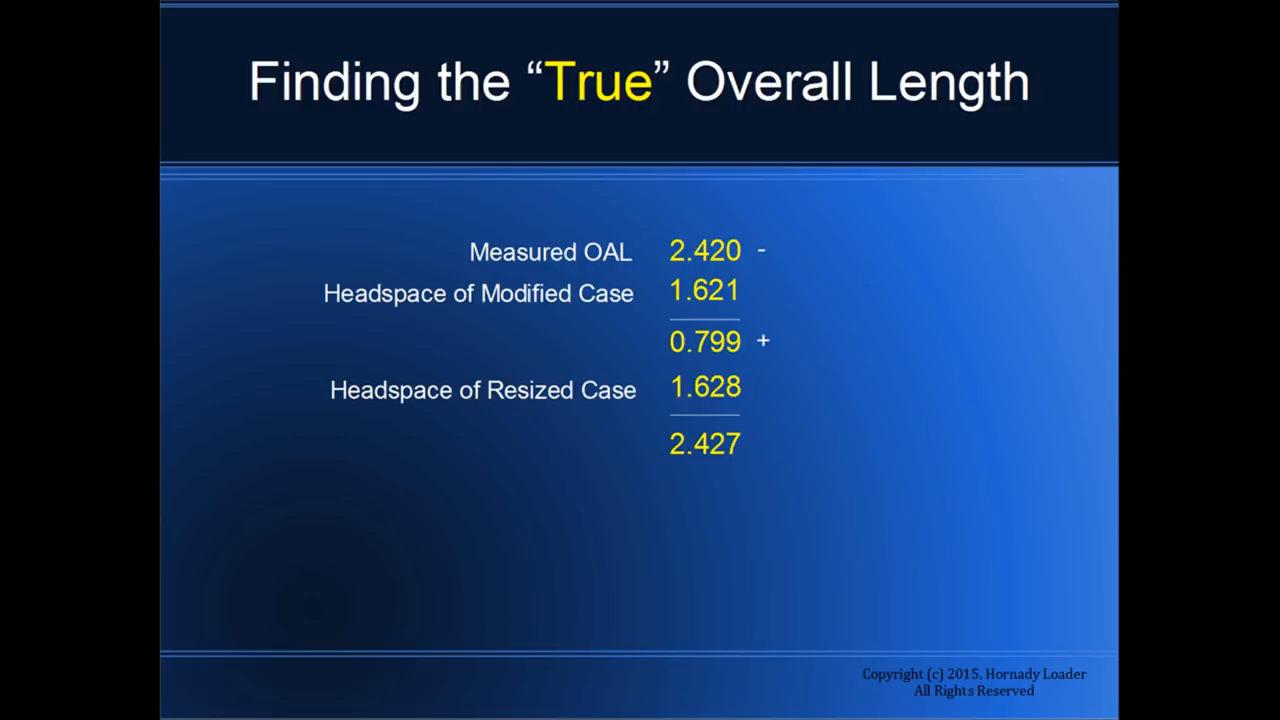 Finding the “True” Overall Length
Measured OAL 2.420 -
Headspace of Modified Case 1.621
0.799 +
Headspace of Resized Case 1.628
2.427
Copyright (c) 2015, Hornady Loader
All Rights Reserved